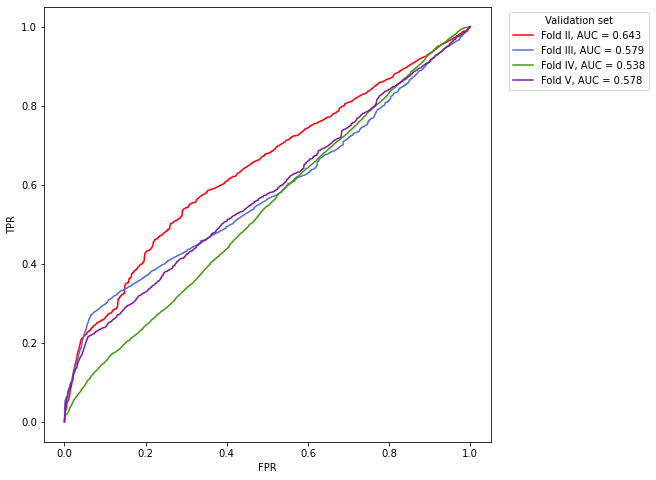 Validation set
Fold II, AUC = 0.643
Fold III, AUC = 0.579
Fold IV, AUC = 0.538
Fold V, AUC = 0.578
TPR
1.0
0.8
0.6
0.4
0.2
0.0
0.0 0.2 0.4 0.6 0.8 1.0
FPR